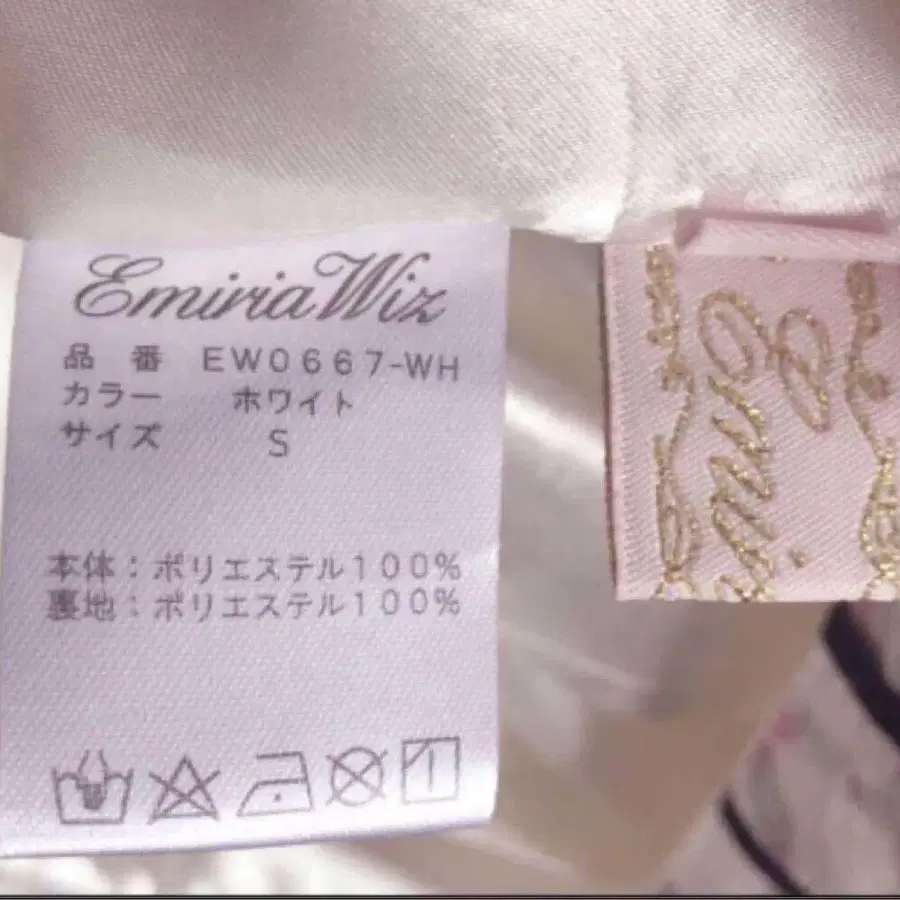 EmiriaWiz
品 番 EW0667-WH
カラー ホワイト
サイズ S
本体：ポリエステル100%
裏地：ポリエステル100%